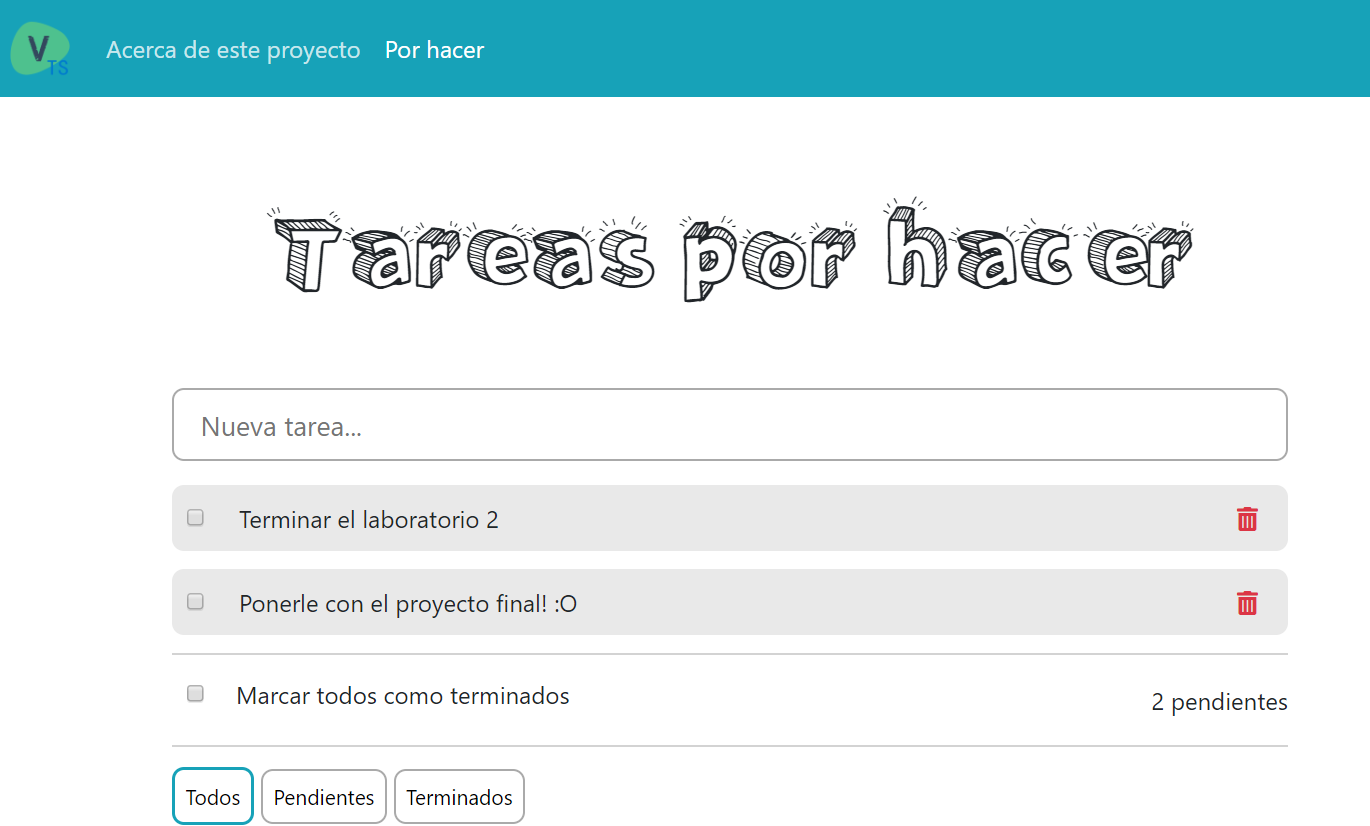 V TS
Acerca de este proyecto
Por hacer
Tareas por hacer
Nueva tarea...
Terminar el laboratorio 2
Ponerle con el proyecto final! :O
Marcar todos como terminados
2 pendientes
Todos
Pendientes
Terminados